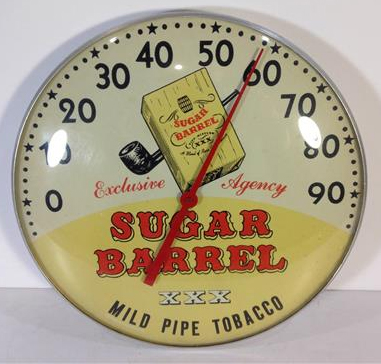 0 10 20 30 40 50 60 70 80 90
SUGAR
BARREL
XXX
Exclusive Agency
SUGAR
BARREL
XXX
MILD PIPE TOBACCO